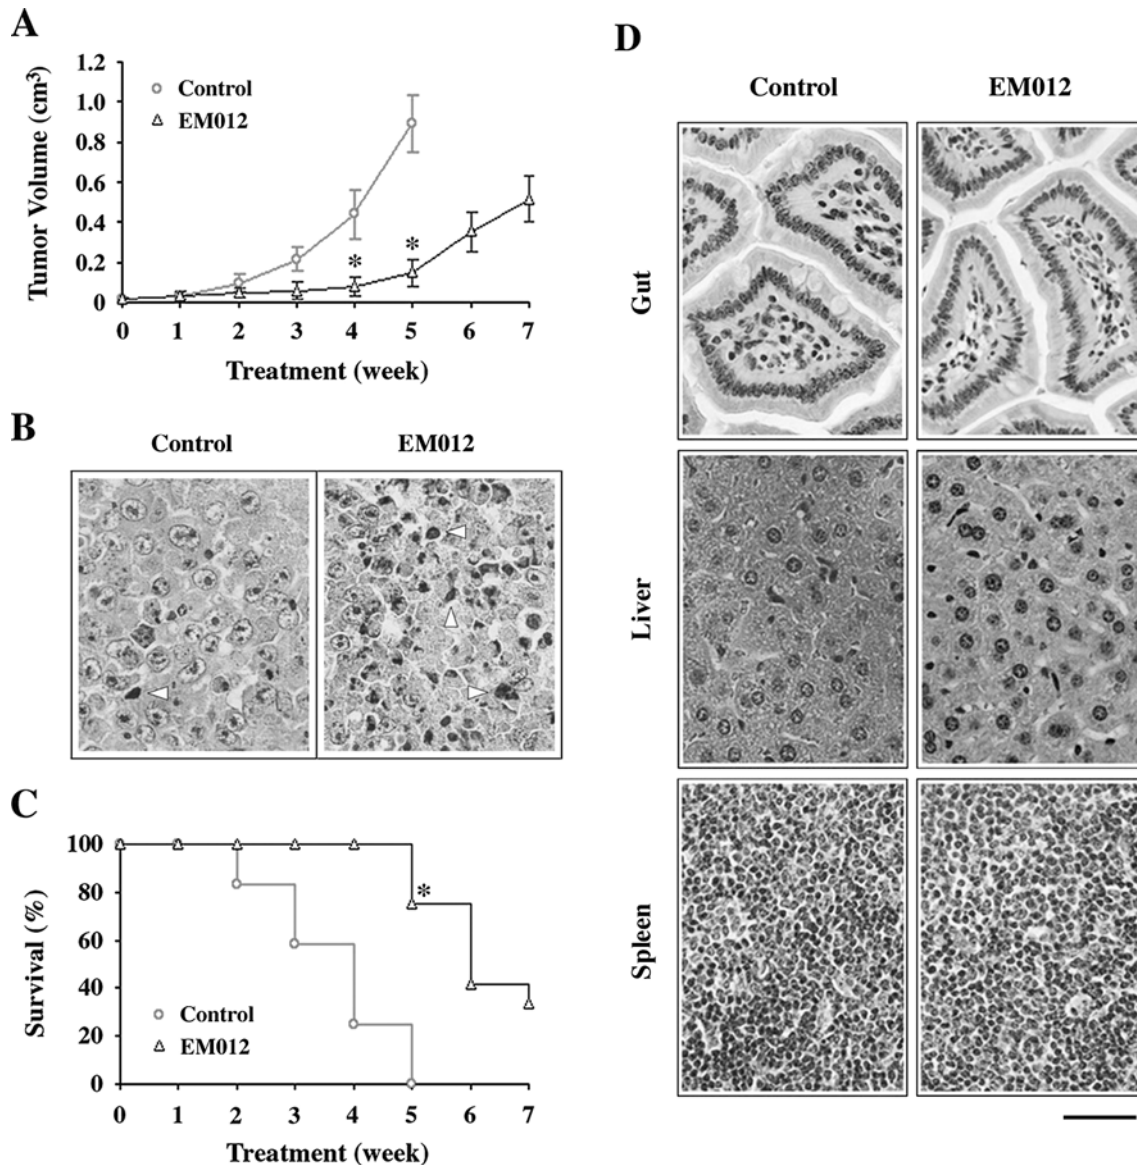 A
Tumor Volume (cm³)
1.2
1.0
0.8
0.6
0.4
0.2
0
Control
EM012
*
*
0 1 2 3 4 5 6 7
Treatment (week)
B
Control EM012
C
Survival (%)
100
80
60
40
20
0
*
Control
EM012
0 1 2 3 4 5 6 7
Treatment (week)
D
Control EM012
Gut
Liver
Spleen